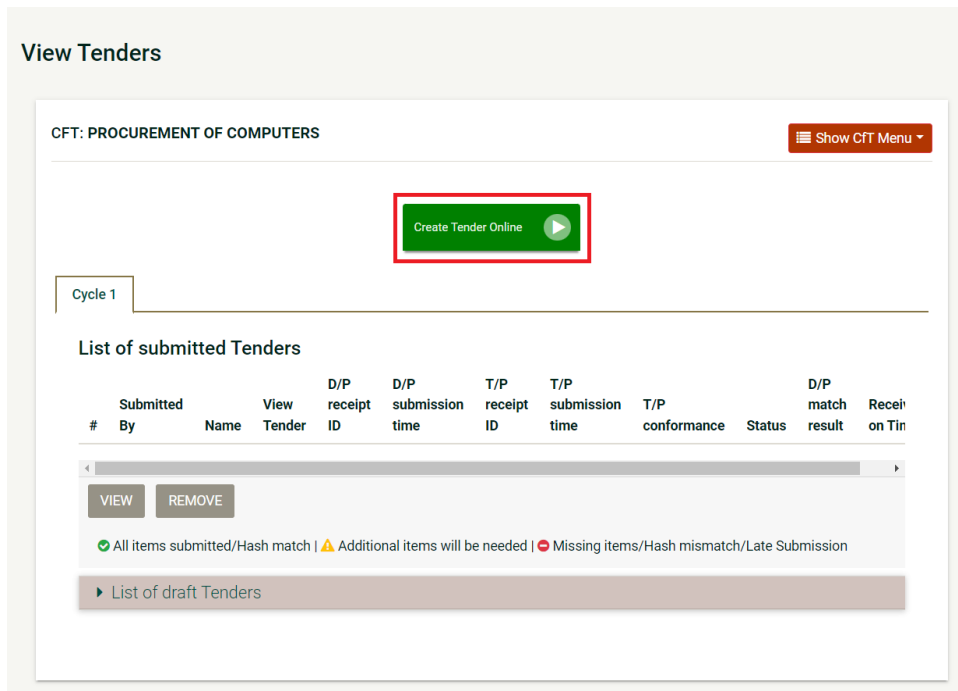 View Tenders
CFT: PROCUREMENT OF COMPUTERS
Show CfT Menu
Create Tender Online
Cycle 1
List of submitted Tenders
# Submitted By Name View Tender D/P receipt ID D/P submission time T/P receipt ID T/P submission time T/P conformance Status D/P match result on
VIEW REMOVE
All items submitted/Hash match | Additional items will be needed | Missing items/Hash mismatch/Late Submission
List of draft Tenders